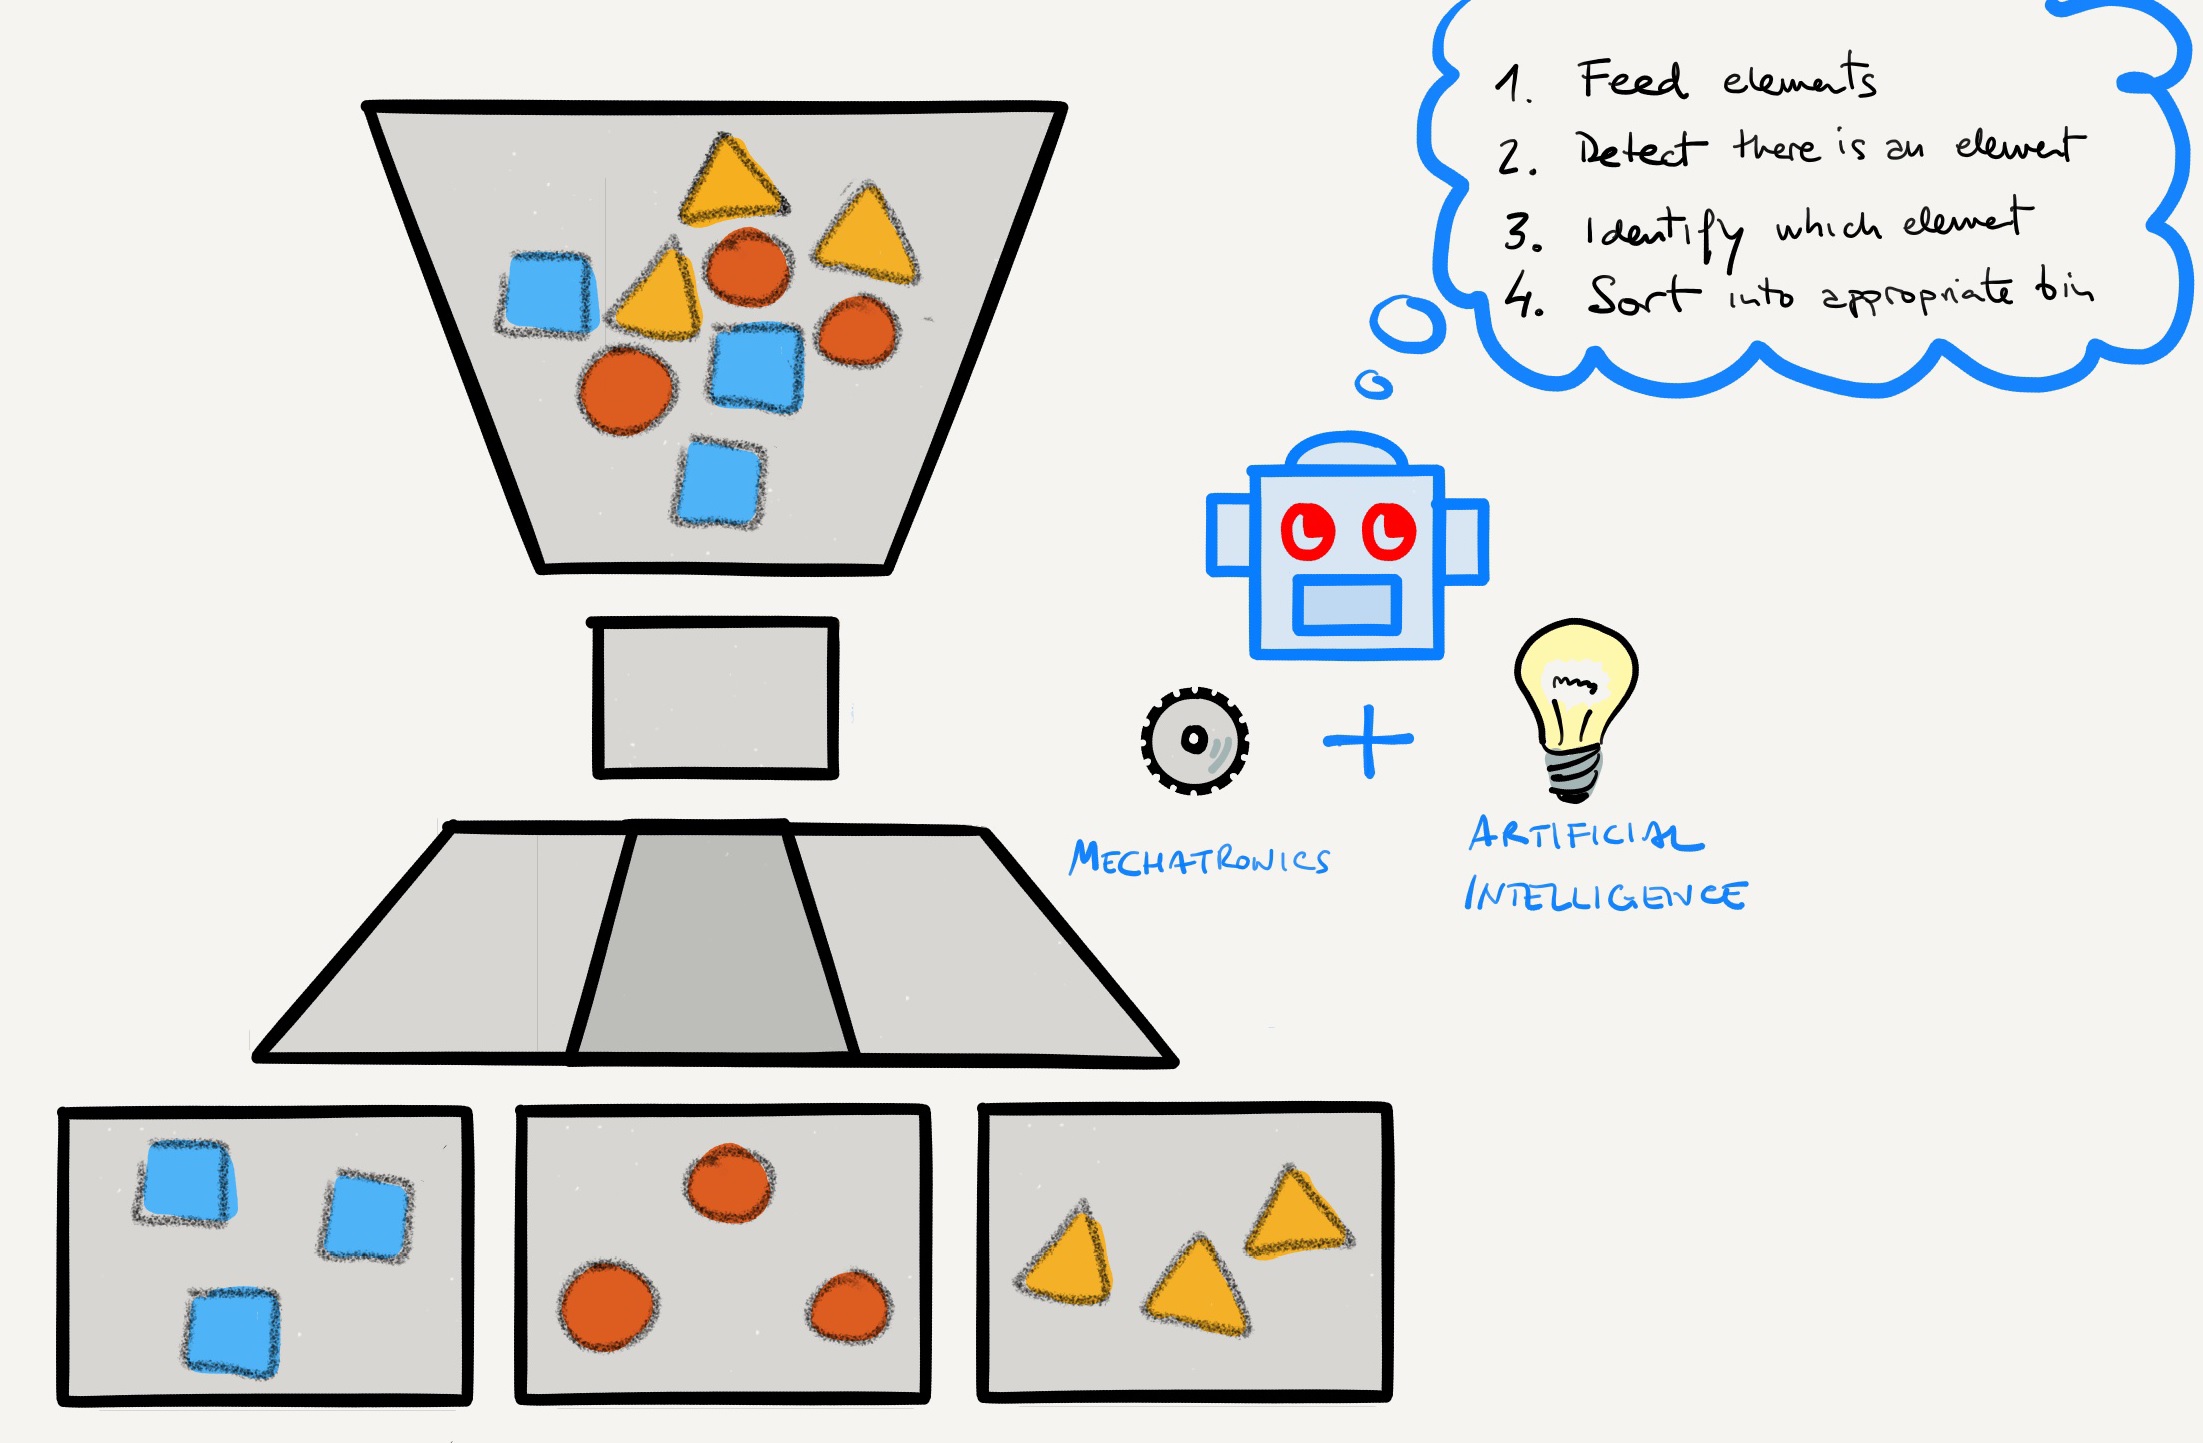 1. Feed elements
2. Detect there is an element
3. Identify which element
4. Sort into appropriate bin
MECHATRONICS
ARTIFICIAL
INTELLIGENCE